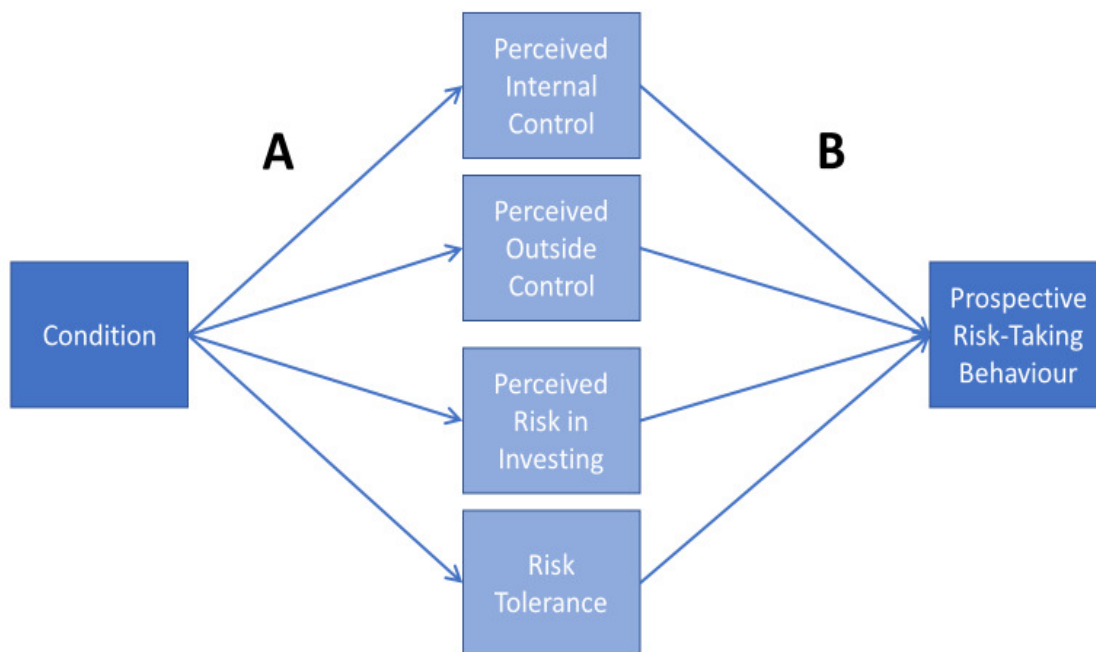 Perceived
Internal
Control
A
B
Perceived
Outside
Control
Condition
Prospective
Risk-Taking
Behaviour
Perceived
Risk in
Investing
Risk
Tolerance